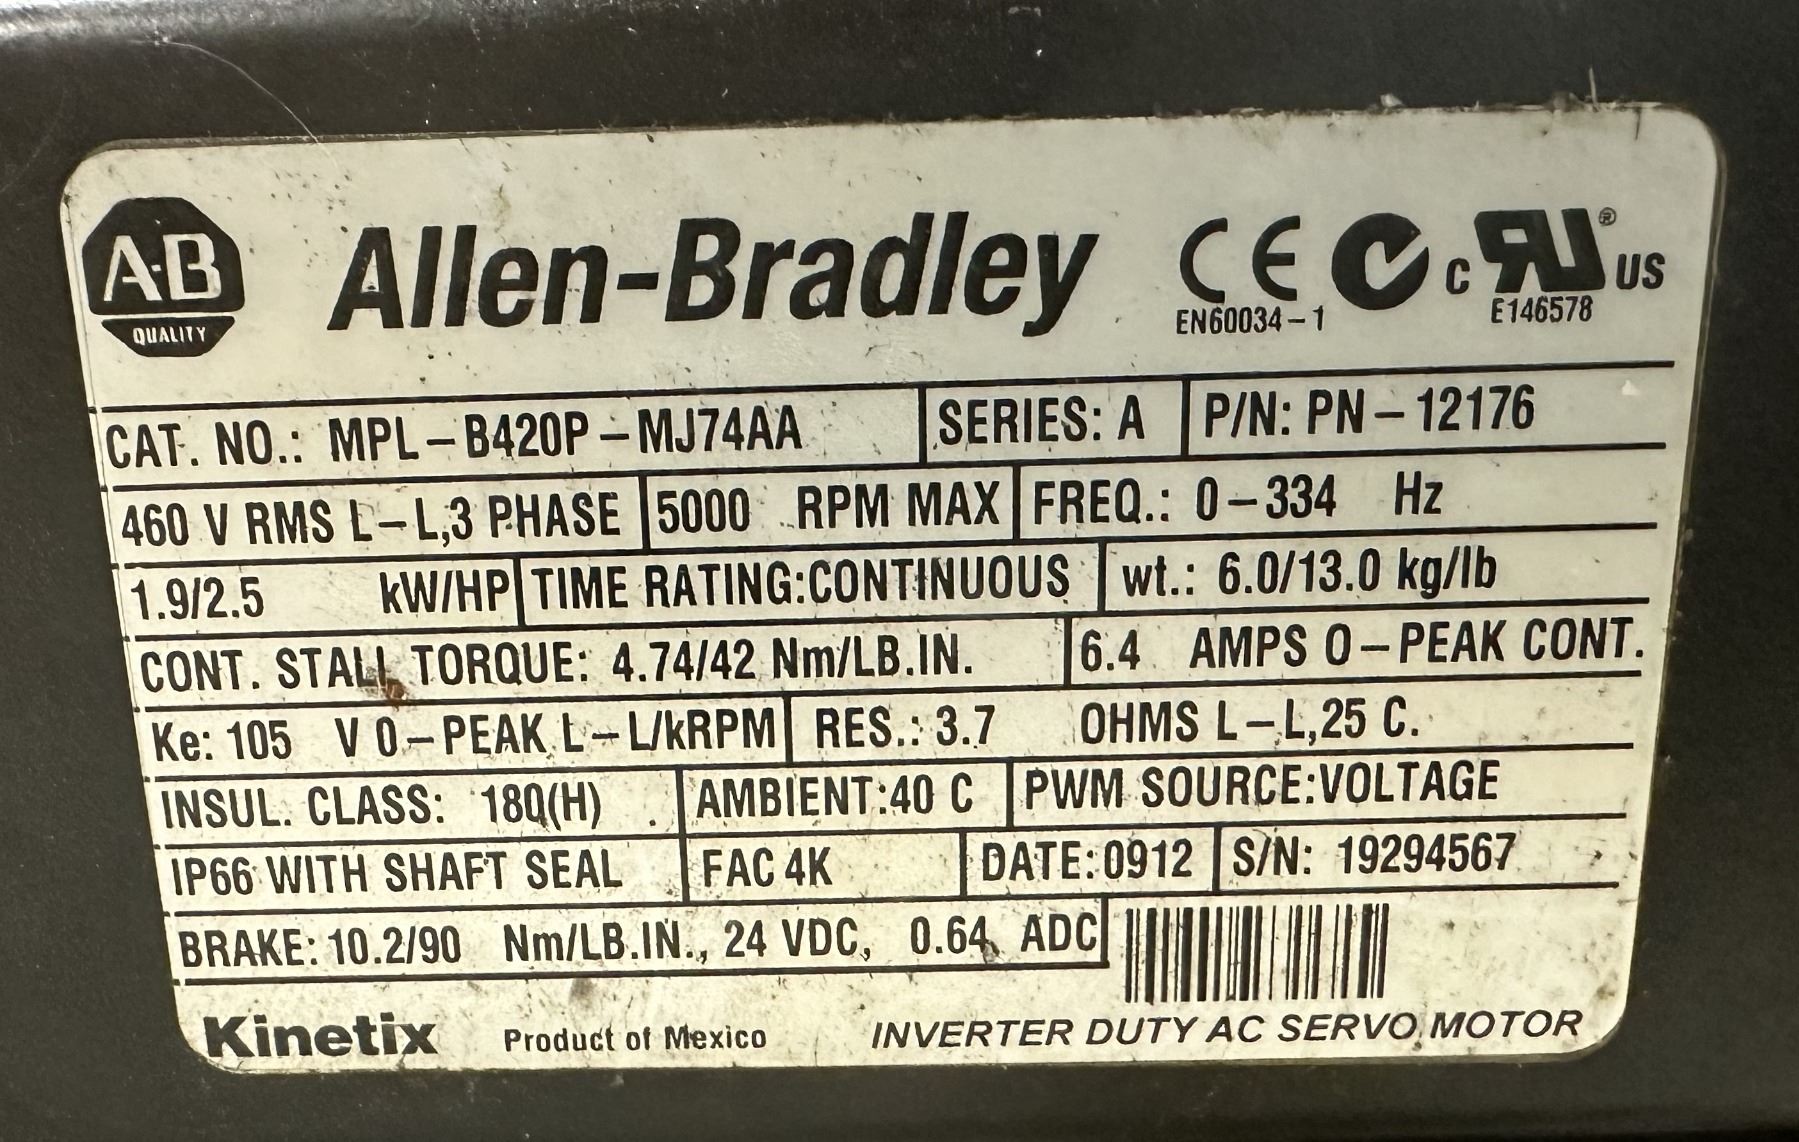 A-B QUALITY Allen-Bradley CE EN60034-1 c RU ® US E146578
CAT. NO.: MPL-B420P-MJ74AA SERIES: A P/N: PN-12176
460 V RMS L-L,3 PHASE 5000 RPM MAX FREQ.: 0-334 Hz
1.9/2.5 kW/HP TIME RATING:CONTINUOUS wt.: 6.0/13.0 kg/lb
CONT. STALL TORQUE: 4.74/42 Nm/LB.IN. 6.4 AMPS 0-PEAK CONT.
Ke: 105 V 0-PEAK L-L/kRPM RES.: 3.7 OHMS L-L,25 C.
INSUL. CLASS: 180(H) AMBIENT:40 C PWM SOURCE:VOLTAGE
IP66 WITH SHAFT SEAL FAC 4K DATE:0912 S/N: 19294567
BRAKE: 10.2/90 Nm/LB.IN., 24 VDC, 0.64 ADC
Kinetix Product of Mexico INVERTER DUTY AC SERVO MOTOR